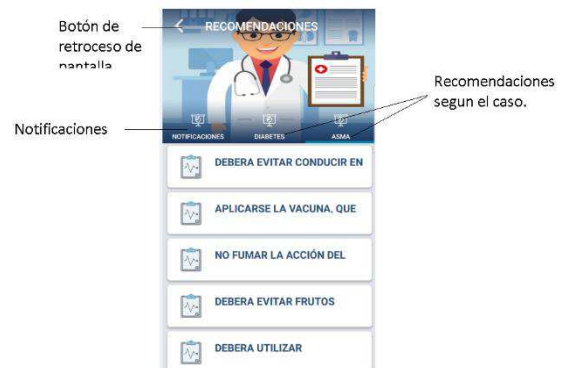 Botón de
retroceso de
pantalla
RECOMENDACIONES
Recomendaciones
segun el caso.
Notificaciones
NOTIFICACIONES
DIABETES
ASMA
DEBERA EVITAR CONDUCIR EN
APLICARSE LA VACUNA, QUE
NO FUMAR LA ACCIÓN DEL
DEBERA EVITAR FRUTOS
DEBERA UTILIZAR